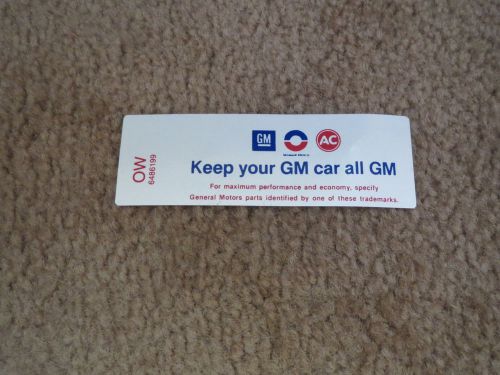 OW
6486199
GM
AC
Keep your GM car all GM
For maximum performance and economy, specify
General Motors parts identified by one of these trademarks.